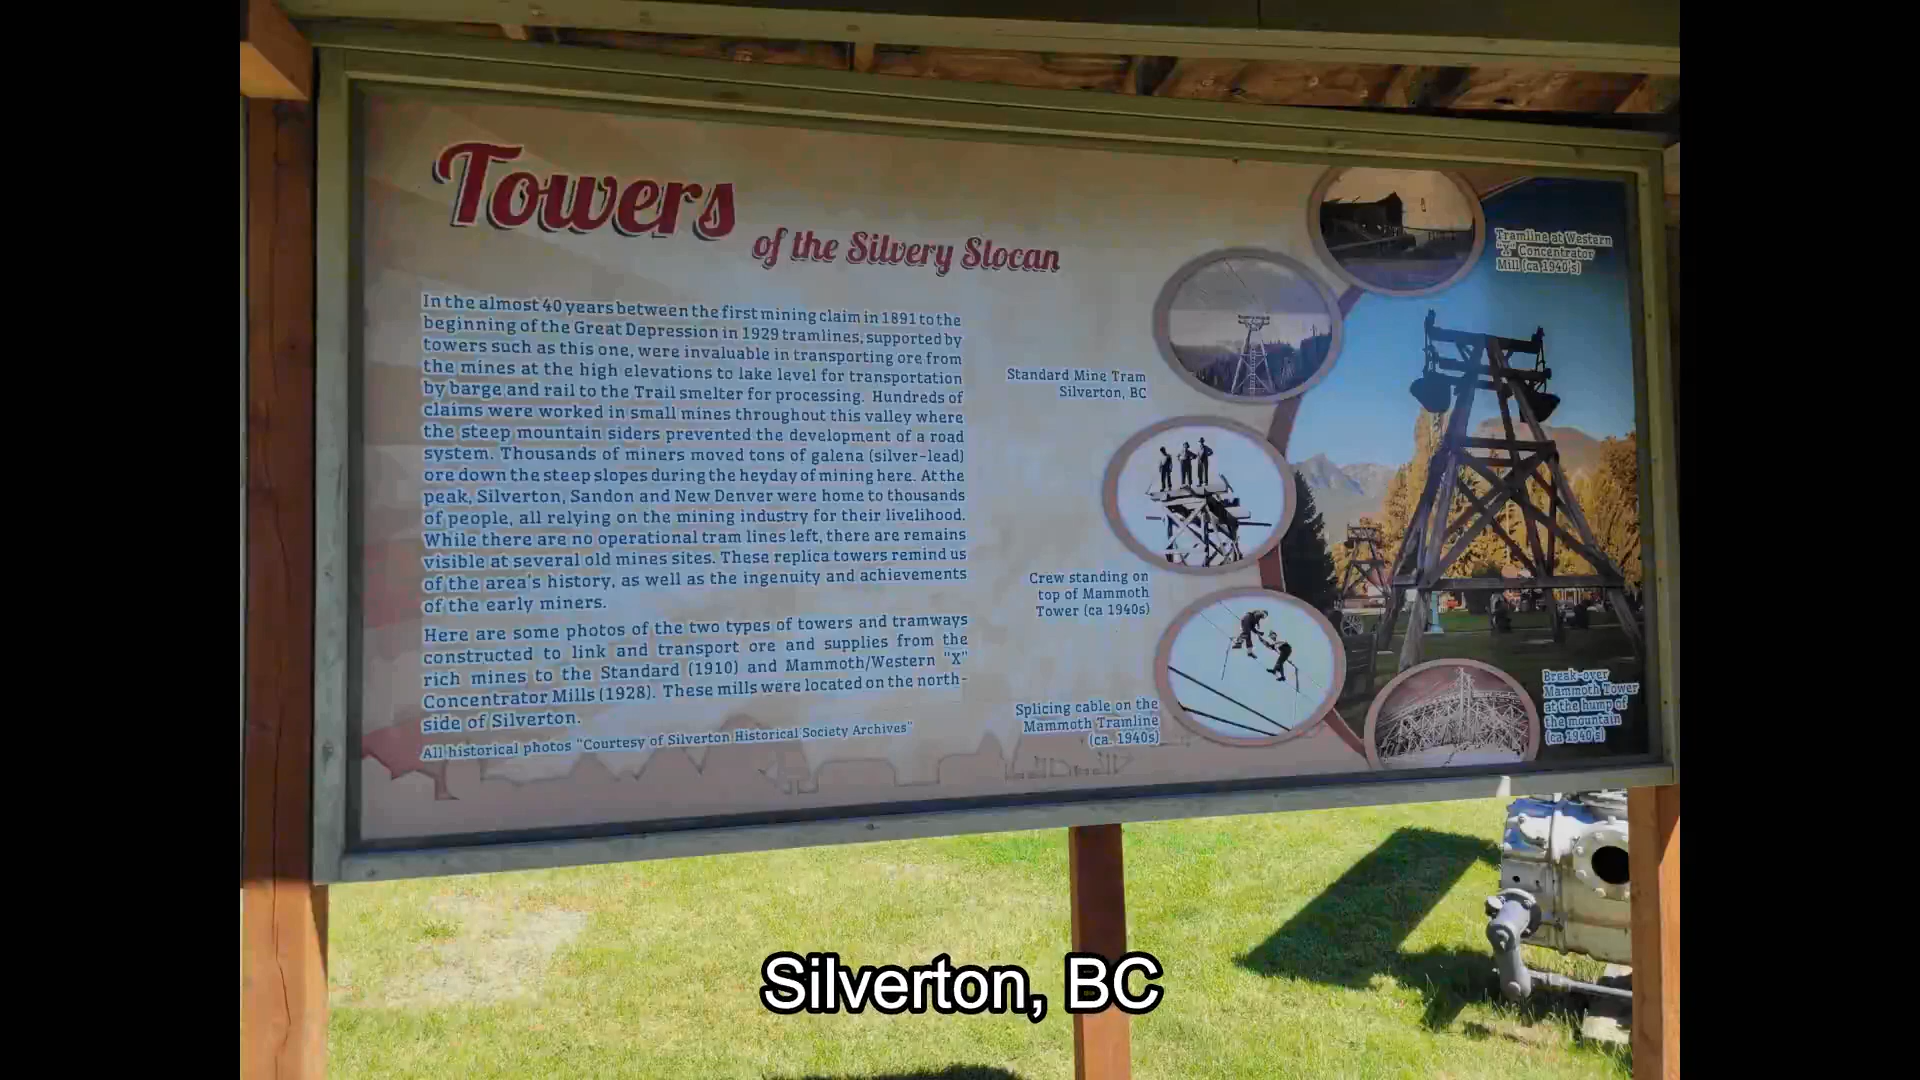 Towers
of the Silvery Slocan
In the almost 40 years between the first mining claim in 1891 to the
beginning of the Great Depression in 1929 tramlines, supported by
towers such as this one, were invaluable in transporting ore from
the mines at the high elevations to lake level for transportation
by barge and rail to the Trail smelter for processing. Hundreds of
claims were worked in small mines throughout this valley where
the steep mountain siders prevented the development of a road
system. Thousands of miners moved tons of galena (silver-lead)
ore down the steep slopes during the heyday of mining here. At the
peak, Silverton, Sandon and New Denver were home to thousands
of people, all relying on the mining industry for their livelihood.
While there are no operational tram lines left, there are remains
visible at several old mines sites. These replica towers remind us
of the area's history, as well as the ingenuity and achievements
of the early miners.
Here are some photos of the two types of towers and tramways
constructed to link and transport ore and supplies from the
rich mines to the Standard (1910) and Mammoth/Western "X"
Concentrator Mills (1928). These mills were located on the north-
side of Silverton.
All historical photos "Courtesy of Silverton Historical Society Archives"
Tramline at Western
"X" Concentrator
Mill (ca 1940's)
Standard Mine Tram
Silverton, BC
Crew standing on
top of Mammoth
Tower (ca 1940s)
Splicing cable on the
Mammoth Tramline
(ca. 1940s)
Break-over
Mammoth Tower
at the hump of
the mountain
(ca 1940's)
Silverton, BC